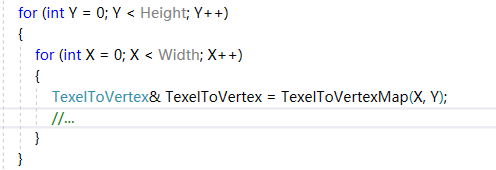 for (int Y = 0; Y < Height; Y++)
{
for (int X = 0; X < Width; X++)
{
TexelToVertex& TexelToVertex = TexelToVertexMap(X, Y);
//...
}
}